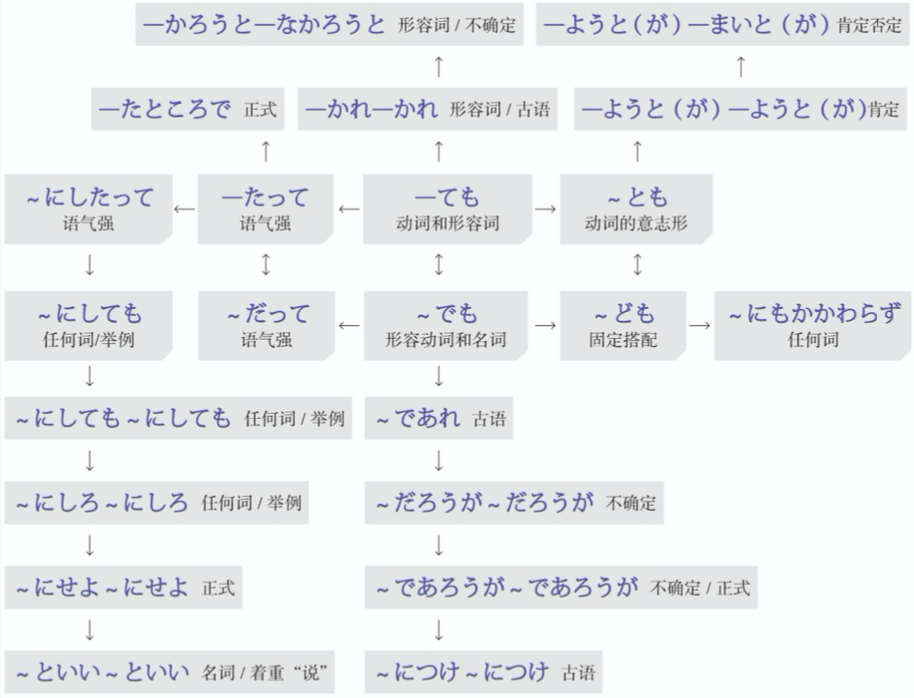 —かろうと—なかろうと 形容词 / 不确定
—ようと(が) —まいと (が) 肯定否定
—たところで 正式
—かれ—かれ 形容词 / 古语
—ようと (が) —ようと (が)肯定
~にしたって
语气强
—たって
语气强
—ても
动词和形容词
~とも
动词的意志形
~にしても
任何词/举例
~だって
语气强
~でも
形容动词和名词
~ども
固定搭配
~にもかかわらず
任何词
~にしても~にしても 任何词 / 举例
~であれ 古语
~にしろ~にしろ 任何词 / 举例
~だろうが~だろうが 不确定
~にせよ~にせよ 正式
~であろうが~であろうが 不确定 / 正式
~といい~といい 名词 / 着重“说”
~につけ~につけ 古语